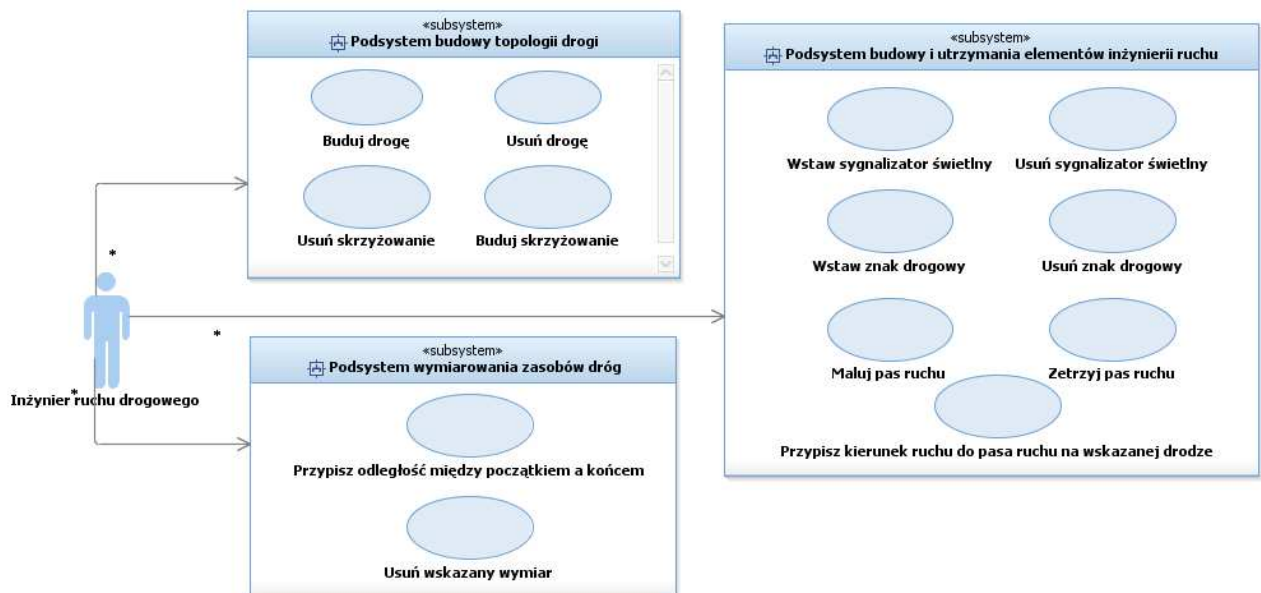 «subsystem»
Podsystem budowy topologii drogi
Buduj drogę
Usuń drogę
Usuń skrzyżowanie
Buduj skrzyżowanie
«subsystem»
Podsystem budowy i utrzymania elementów inżynierii ruchu
Wstaw sygnalizator świetlny
Usuń sygnalizator świetlny
Wstaw znak drogowy
Usuń znak drogowy
Maluj pas ruchu
Zetrzyj pas ruchu
Przypisz kierunek ruchu do pasa ruchu na wskazanej drodze
*
*
*
Inżynier ruchu drogowego
«subsystem»
Podsystem wymiarowania zasobów dróg
Przypisz odległość między początkiem a końcem
Usuń wskazany wymiar